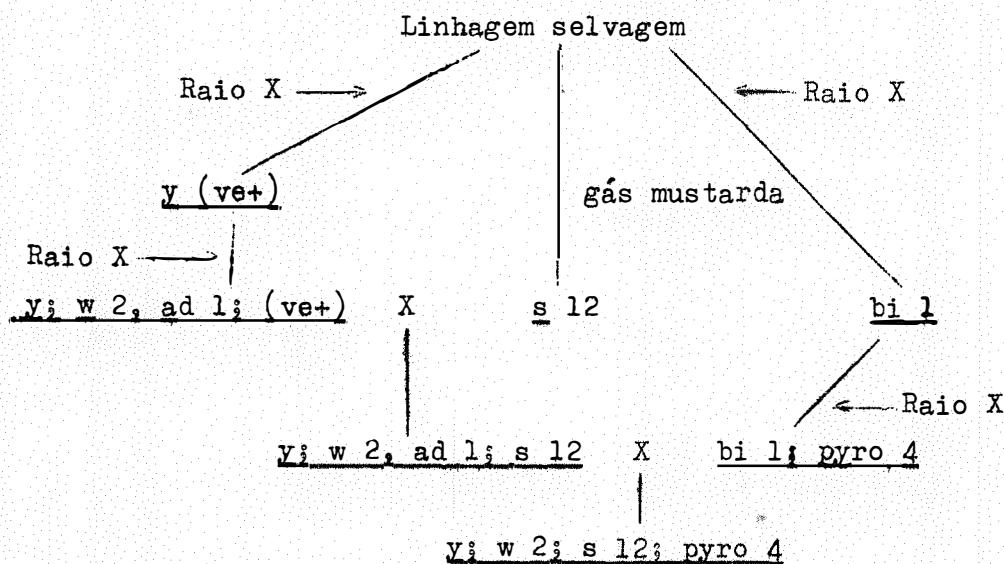 Linhagem selvagem
Raio X
Raio X
y (ve+)
gás mustarda
Raio X
y; w 2, ad 1; (ve+) X s 12 bi 1
Raio X
y; w 2, ad 1; s 12 X bi 1; pyro 4
y; w 2; s 12; pyro 4